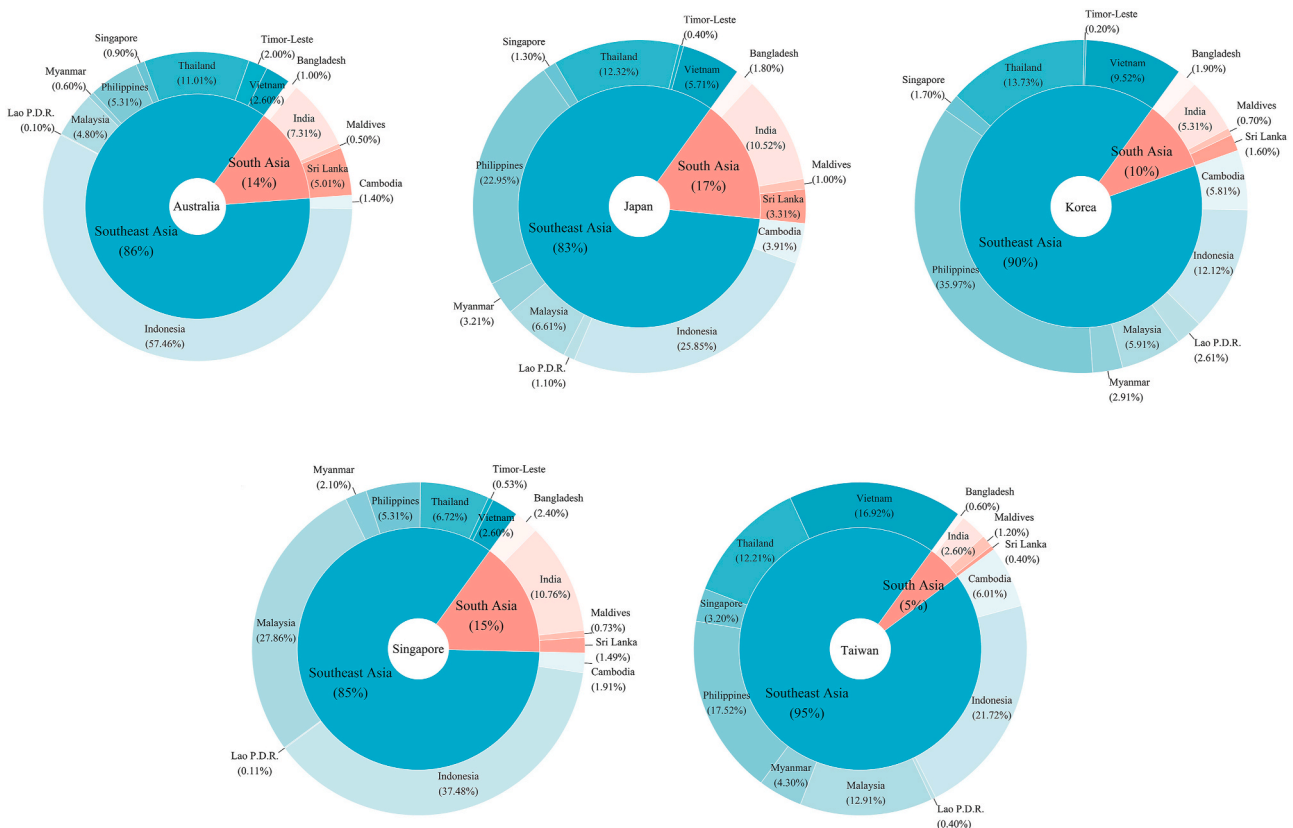 Timor-Leste
(2.00%)
Singapore
(0.90%)
Thailand
(11.01%)
Bangladesh
(1.00%)
Myanmar
(0.60%)
Philippines
(5.31%)
Vietnam
(2.60%)
Lao P.D.R.
(0.10%)
Malaysia
(4.80%)
India
(7.31%)
Maldives
(0.50%)
South Asia
(14%)
Sri Lanka
(5.01%)
Cambodia
(1.40%)
Australia
Southeast Asia
(86%)
Indonesia
(57.46%)
Timor-Leste
(0.40%)
Singapore
(1.30%)
Thailand
(12.32%)
Bangladesh
(1.80%)
Vietnam
(5.71%)
India
(10.52%)
Philippines
(22.95%)
Maldives
(1.00%)
South Asia
(17%)
Sri Lanka
(3.31%)
Japan
Cambodia
(3.91%)
Southeast Asia
(83%)
Myanmar
(3.21%)
Malaysia
(6.61%)
Indonesia
(25.85%)
Lao P.D.R.
(1.10%)
Timor-Leste
(0.20%)
Bangladesh
(1.90%)
Thailand
(13.73%)
Vietnam
(9.52%)
Singapore
(1.70%)
India
(5.31%)
Maldives
(0.70%)
Sri Lanka
(1.60%)
South Asia
(10%)
Cambodia
(5.81%)
Korea
Southeast Asia
(90%)
Indonesia
(12.12%)
Philippines
(35.97%)
Malaysia
(5.91%)
Lao P.D.R.
(2.61%)
Myanmar
(2.91%)
Myanmar
(2.10%)
Philippines
(5.31%)
Thailand
(6.72%)
Timor-Leste
(0.53%)
Bangladesh
(2.40%)
Vietnam
(2.60%)
India
(10.76%)
Malaysia
(27.86%)
South Asia
(15%)
Maldives
(0.73%)
Sri Lanka
(1.49%)
Singapore
Cambodia
(1.91%)
Southeast Asia
(85%)
Lao P.D.R.
(0.11%)
Indonesia
(37.48%)
Vietnam
(16.92%)
Bangladesh
(0.60%)
Maldives
(1.20%)
India
(2.60%)
Sri Lanka
(0.40%)
Thailand
(12.21%)
Cambodia
(6.01%)
South Asia
(5%)
Singapore
(3.20%)
Taiwan
Southeast Asia
(95%)
Philippines
(17.52%)
Indonesia
(21.72%)
Myanmar
(4.30%)
Malaysia
(12.91%)
Lao P.D.R.
(0.40%)